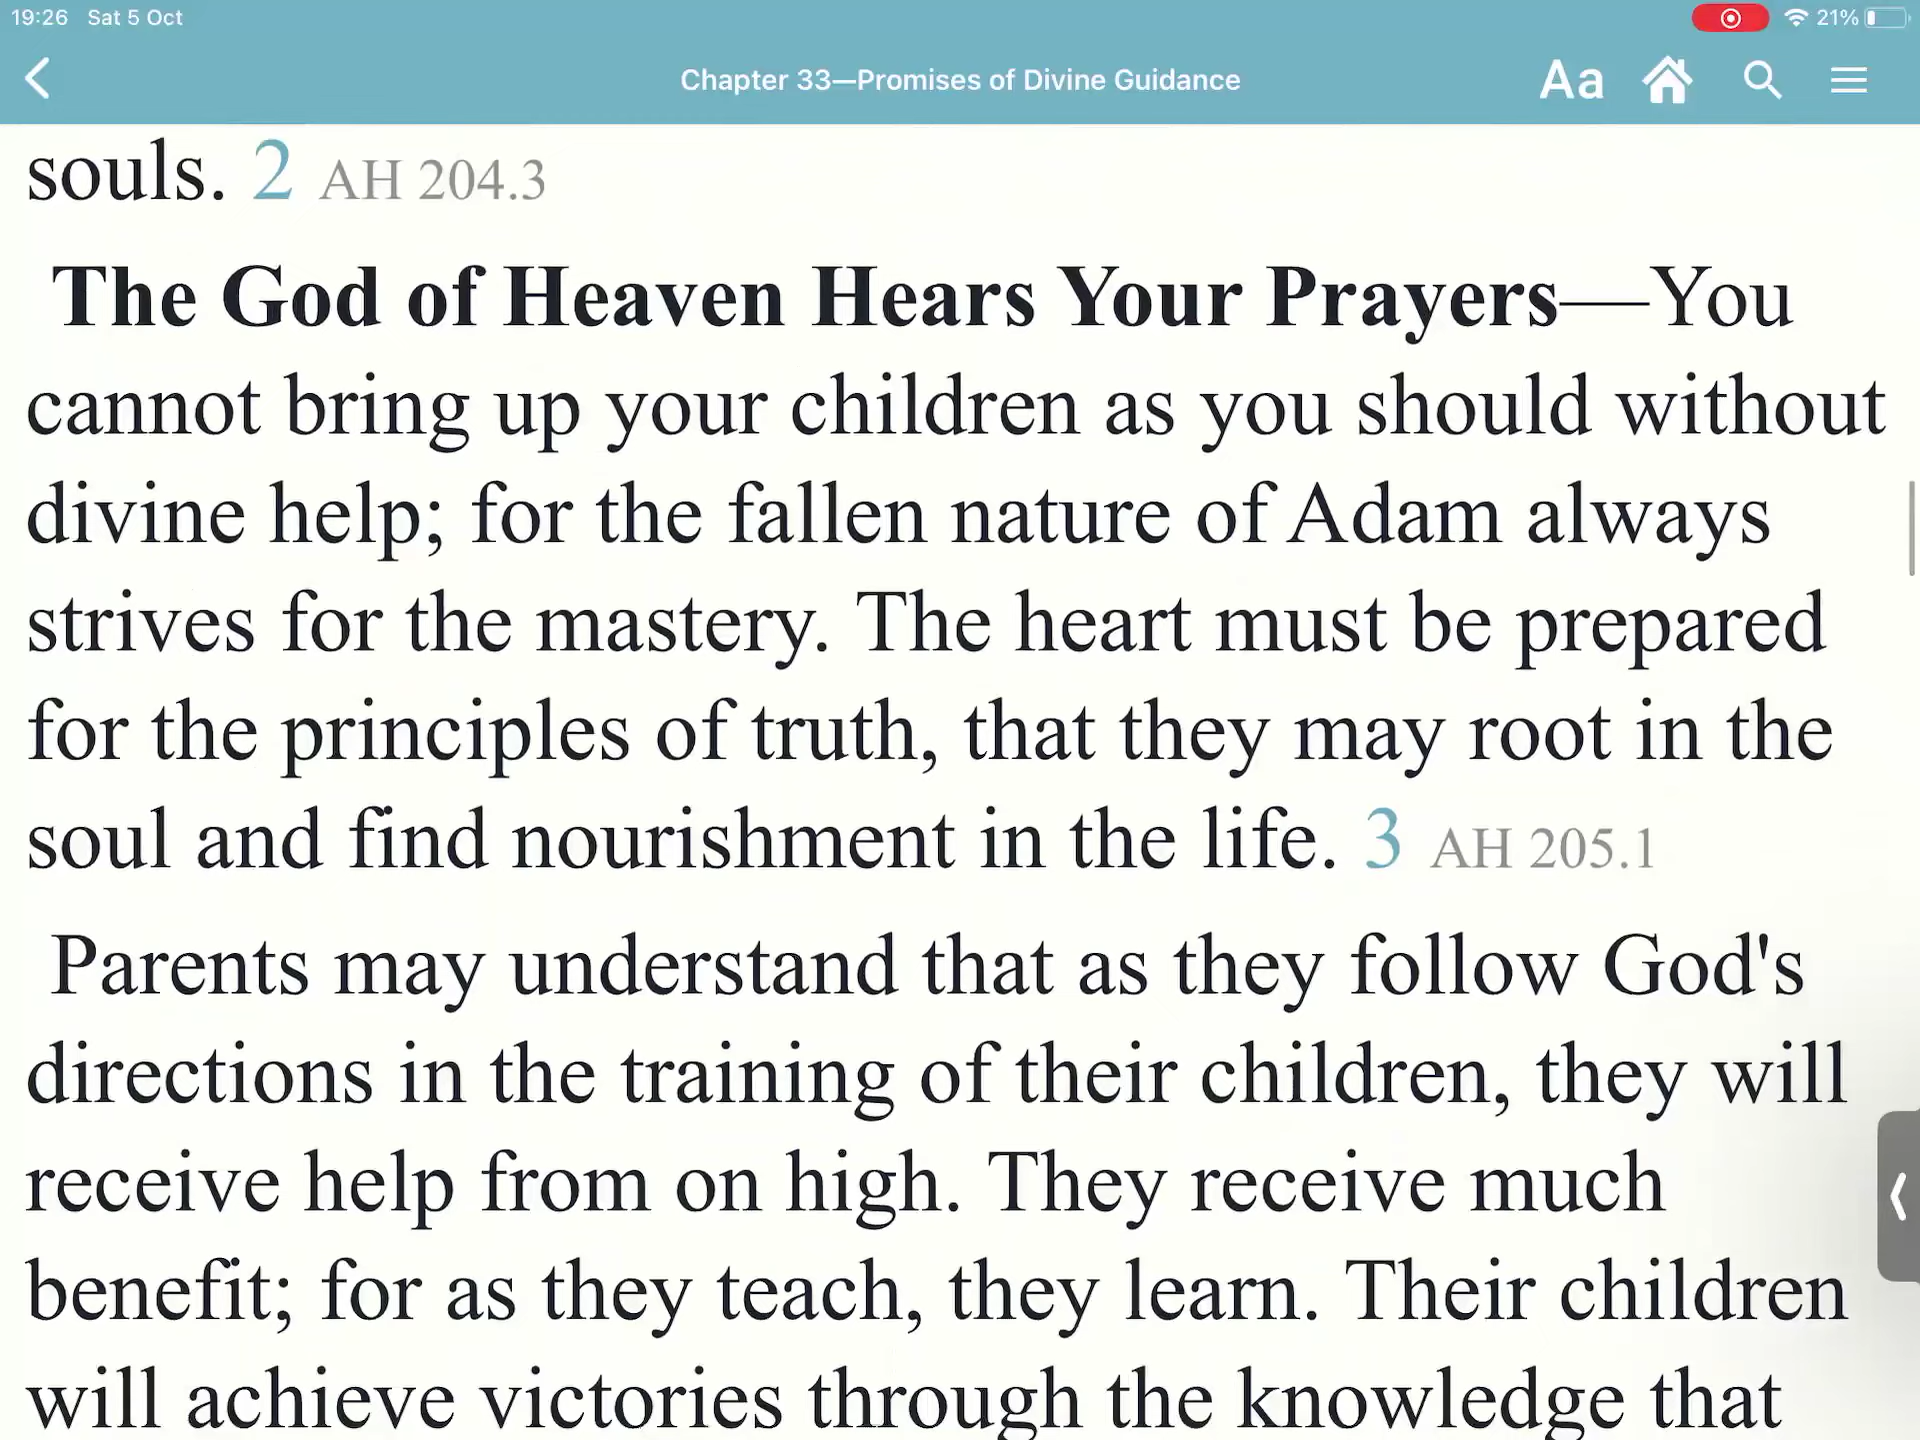 19:26 Sat 5 Oct
21%
Chapter 33—Promises of Divine Guidance
Aa
souls. 2 AH 204.3
The God of Heaven Hears Your Prayers—You
cannot bring up your children as you should without
divine help; for the fallen nature of Adam always
strives for the mastery. The heart must be prepared
for the principles of truth, that they may root in the
soul and find nourishment in the life. 3 AH 205.1
Parents may understand that as they follow God's
directions in the training of their children, they will
receive help from on high. They receive much
benefit; for as they teach, they learn. Their children
will achieve victories through the knowledge that